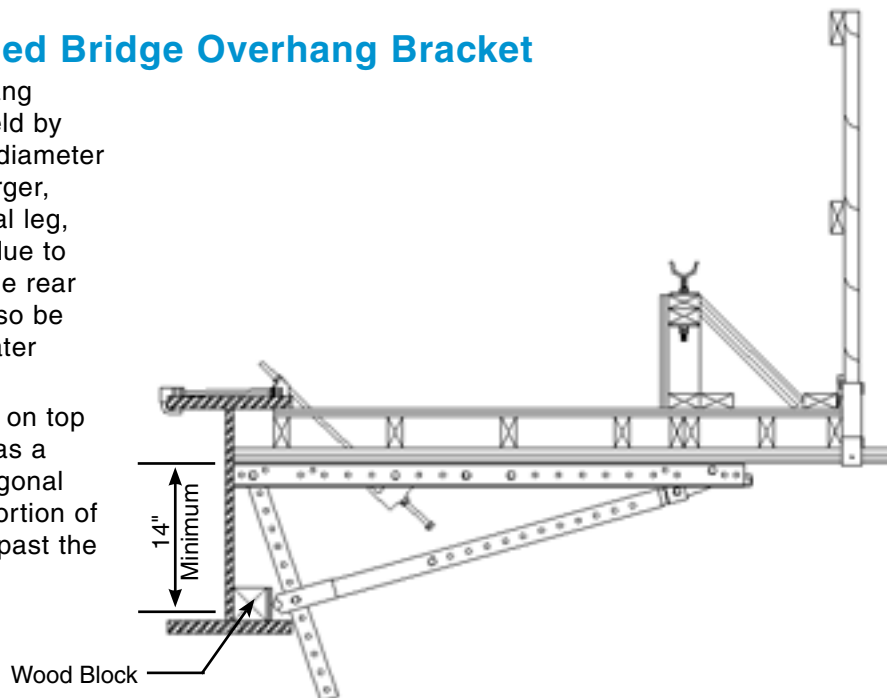 ed Bridge Overhang Bracket
ang
eld by
diameter
rger,
al leg,
due to
e rear
so be
ater
on top
as a
gonal
ortion of
past the
14"
Minimum
Wood Block